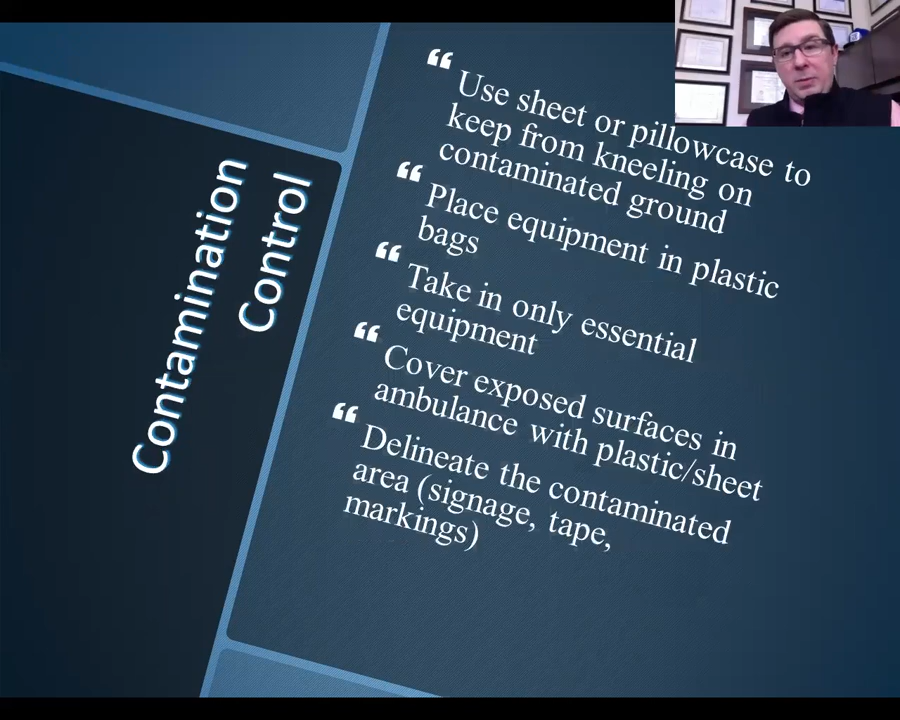 Contamination
Control
“ Use sheet or pillowcase to
keep from kneeling on
contaminated ground
“ Place equipment in plastic
bags
“ Take in only essential
equipment
“ Cover exposed surfaces in
ambulance with plastic/sheet
“ Delineate the contaminated
area (signage, tape,
markings)